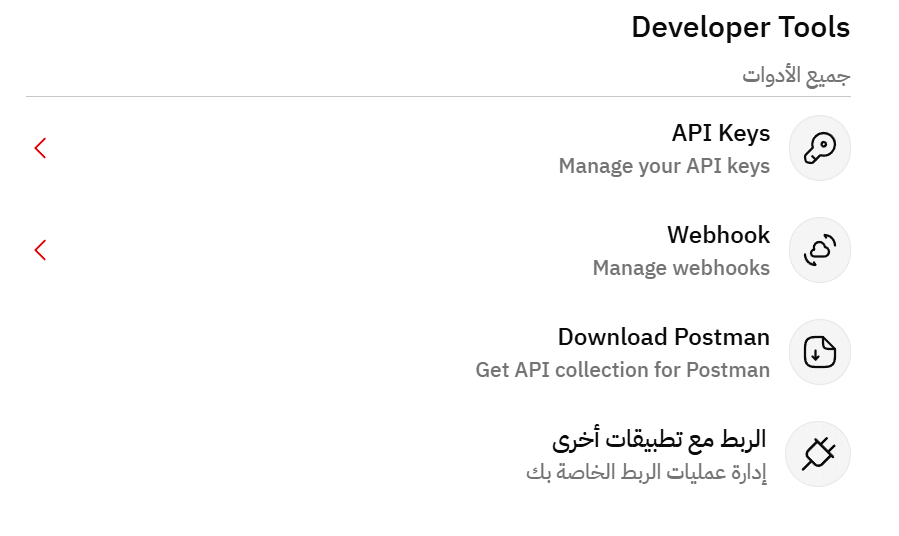 Developer Tools
جميع الأدوات
API Keys
Manage your API keys
Webhook
Manage webhooks
Download Postman
Get API collection for Postman
الربط مع تطبيقات أخرى
إدارة عمليات الربط الخاصة بك